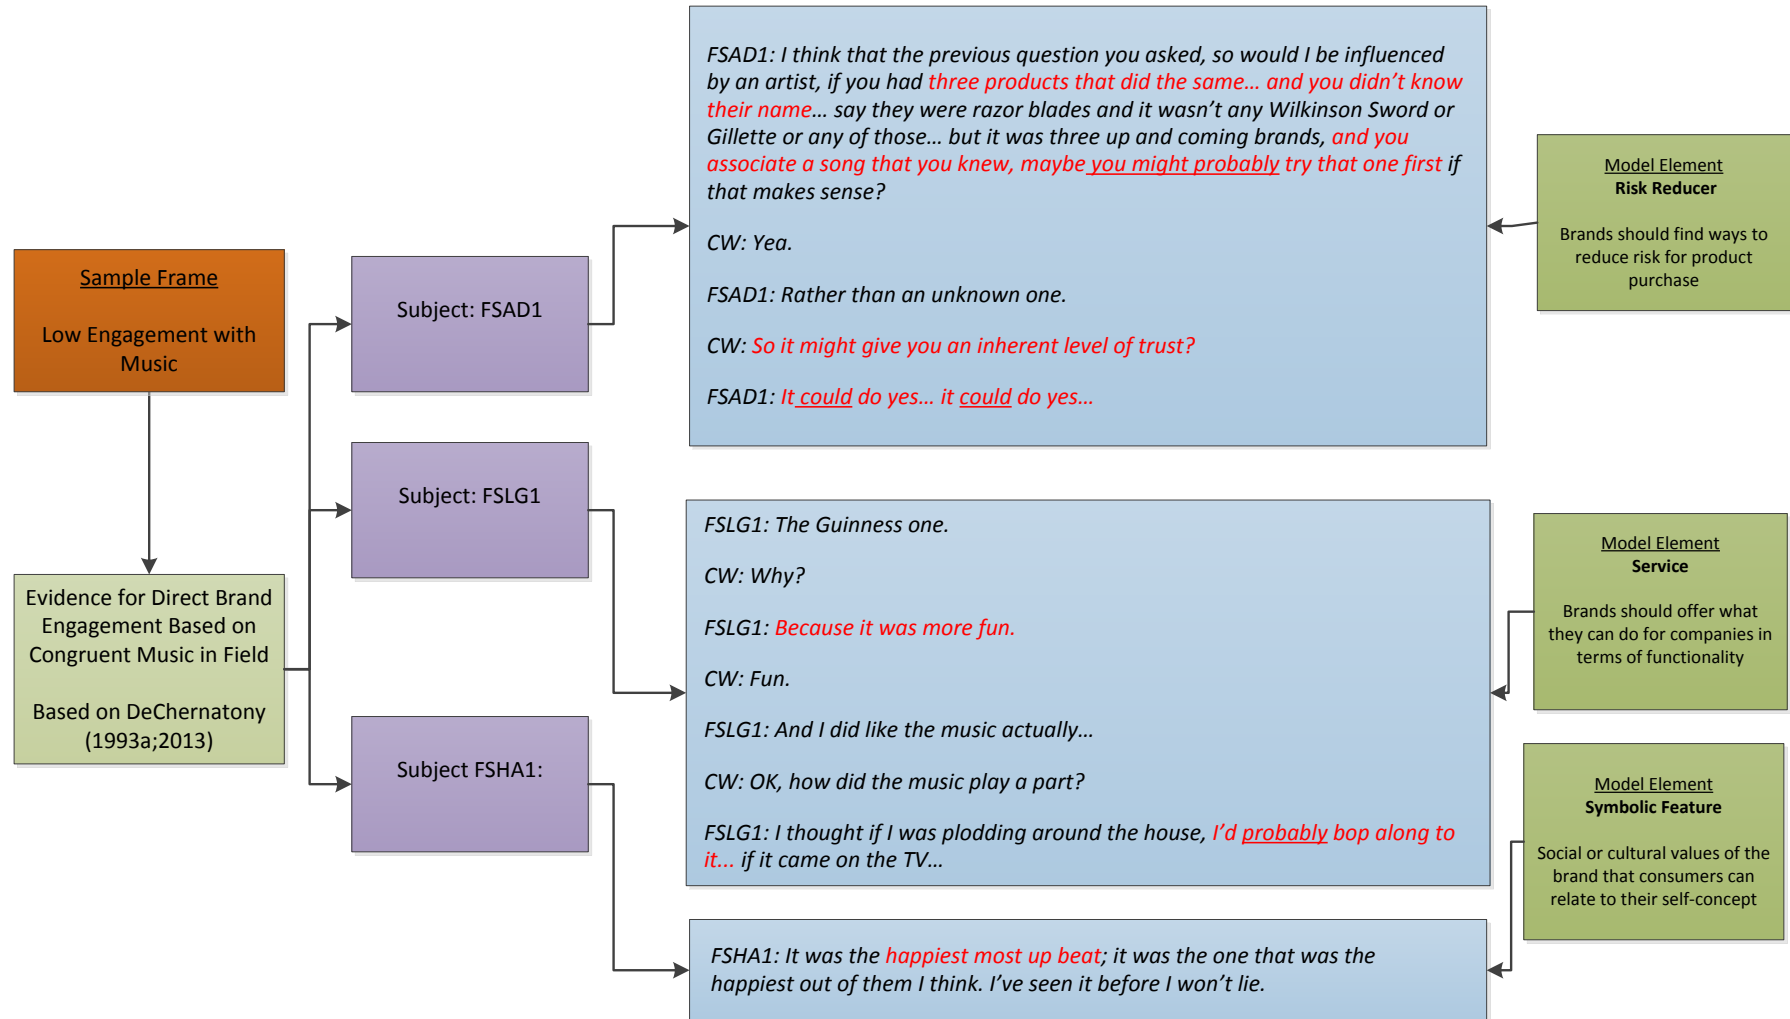 Sample Frame
Low Engagement with
Music
Evidence for Direct Brand
Engagement Based on
Congruent Music in Field
Based on DeChernatony
(1993a;2013)
Subject: FSAD1
Subject: FSLG1
Subject FSHA1:
FSAD1: I think that the previous question you asked, so would I be influenced
by an artist, if you had three products that did the same… and you didn’t know
their name… say they were razor blades and it wasn’t any Wilkinson Sword or
Gillette or any of those… but it was three up and coming brands, and you
associate a song that you knew, maybe you might probably try that one first if
that makes sense?
CW: Yea.
FSAD1: Rather than an unknown one.
CW: So it might give you an inherent level of trust?
FSAD1: It could do yes… it could do yes…
FSLG1: The Guinness one.
CW: Why?
FSLG1: Because it was more fun.
CW: Fun.
FSLG1: And I did like the music actually…
CW: OK, how did the music play a part?
FSLG1: I thought if I was plodding around the house, I’d probably bop along to
it... if it came on the TV…
FSHA1: It was the happiest most up beat; it was the one that was the
happiest out of them I think. I’ve seen it before I won’t lie.
Model Element
Risk Reducer
Brands should find ways to
reduce risk for product
purchase
Model Element
Service
Brands should offer what
they can do for companies in
terms of functionality
Model Element
Symbolic Feature
Social or cultural values of the
brand that consumers can
relate to their self-concept